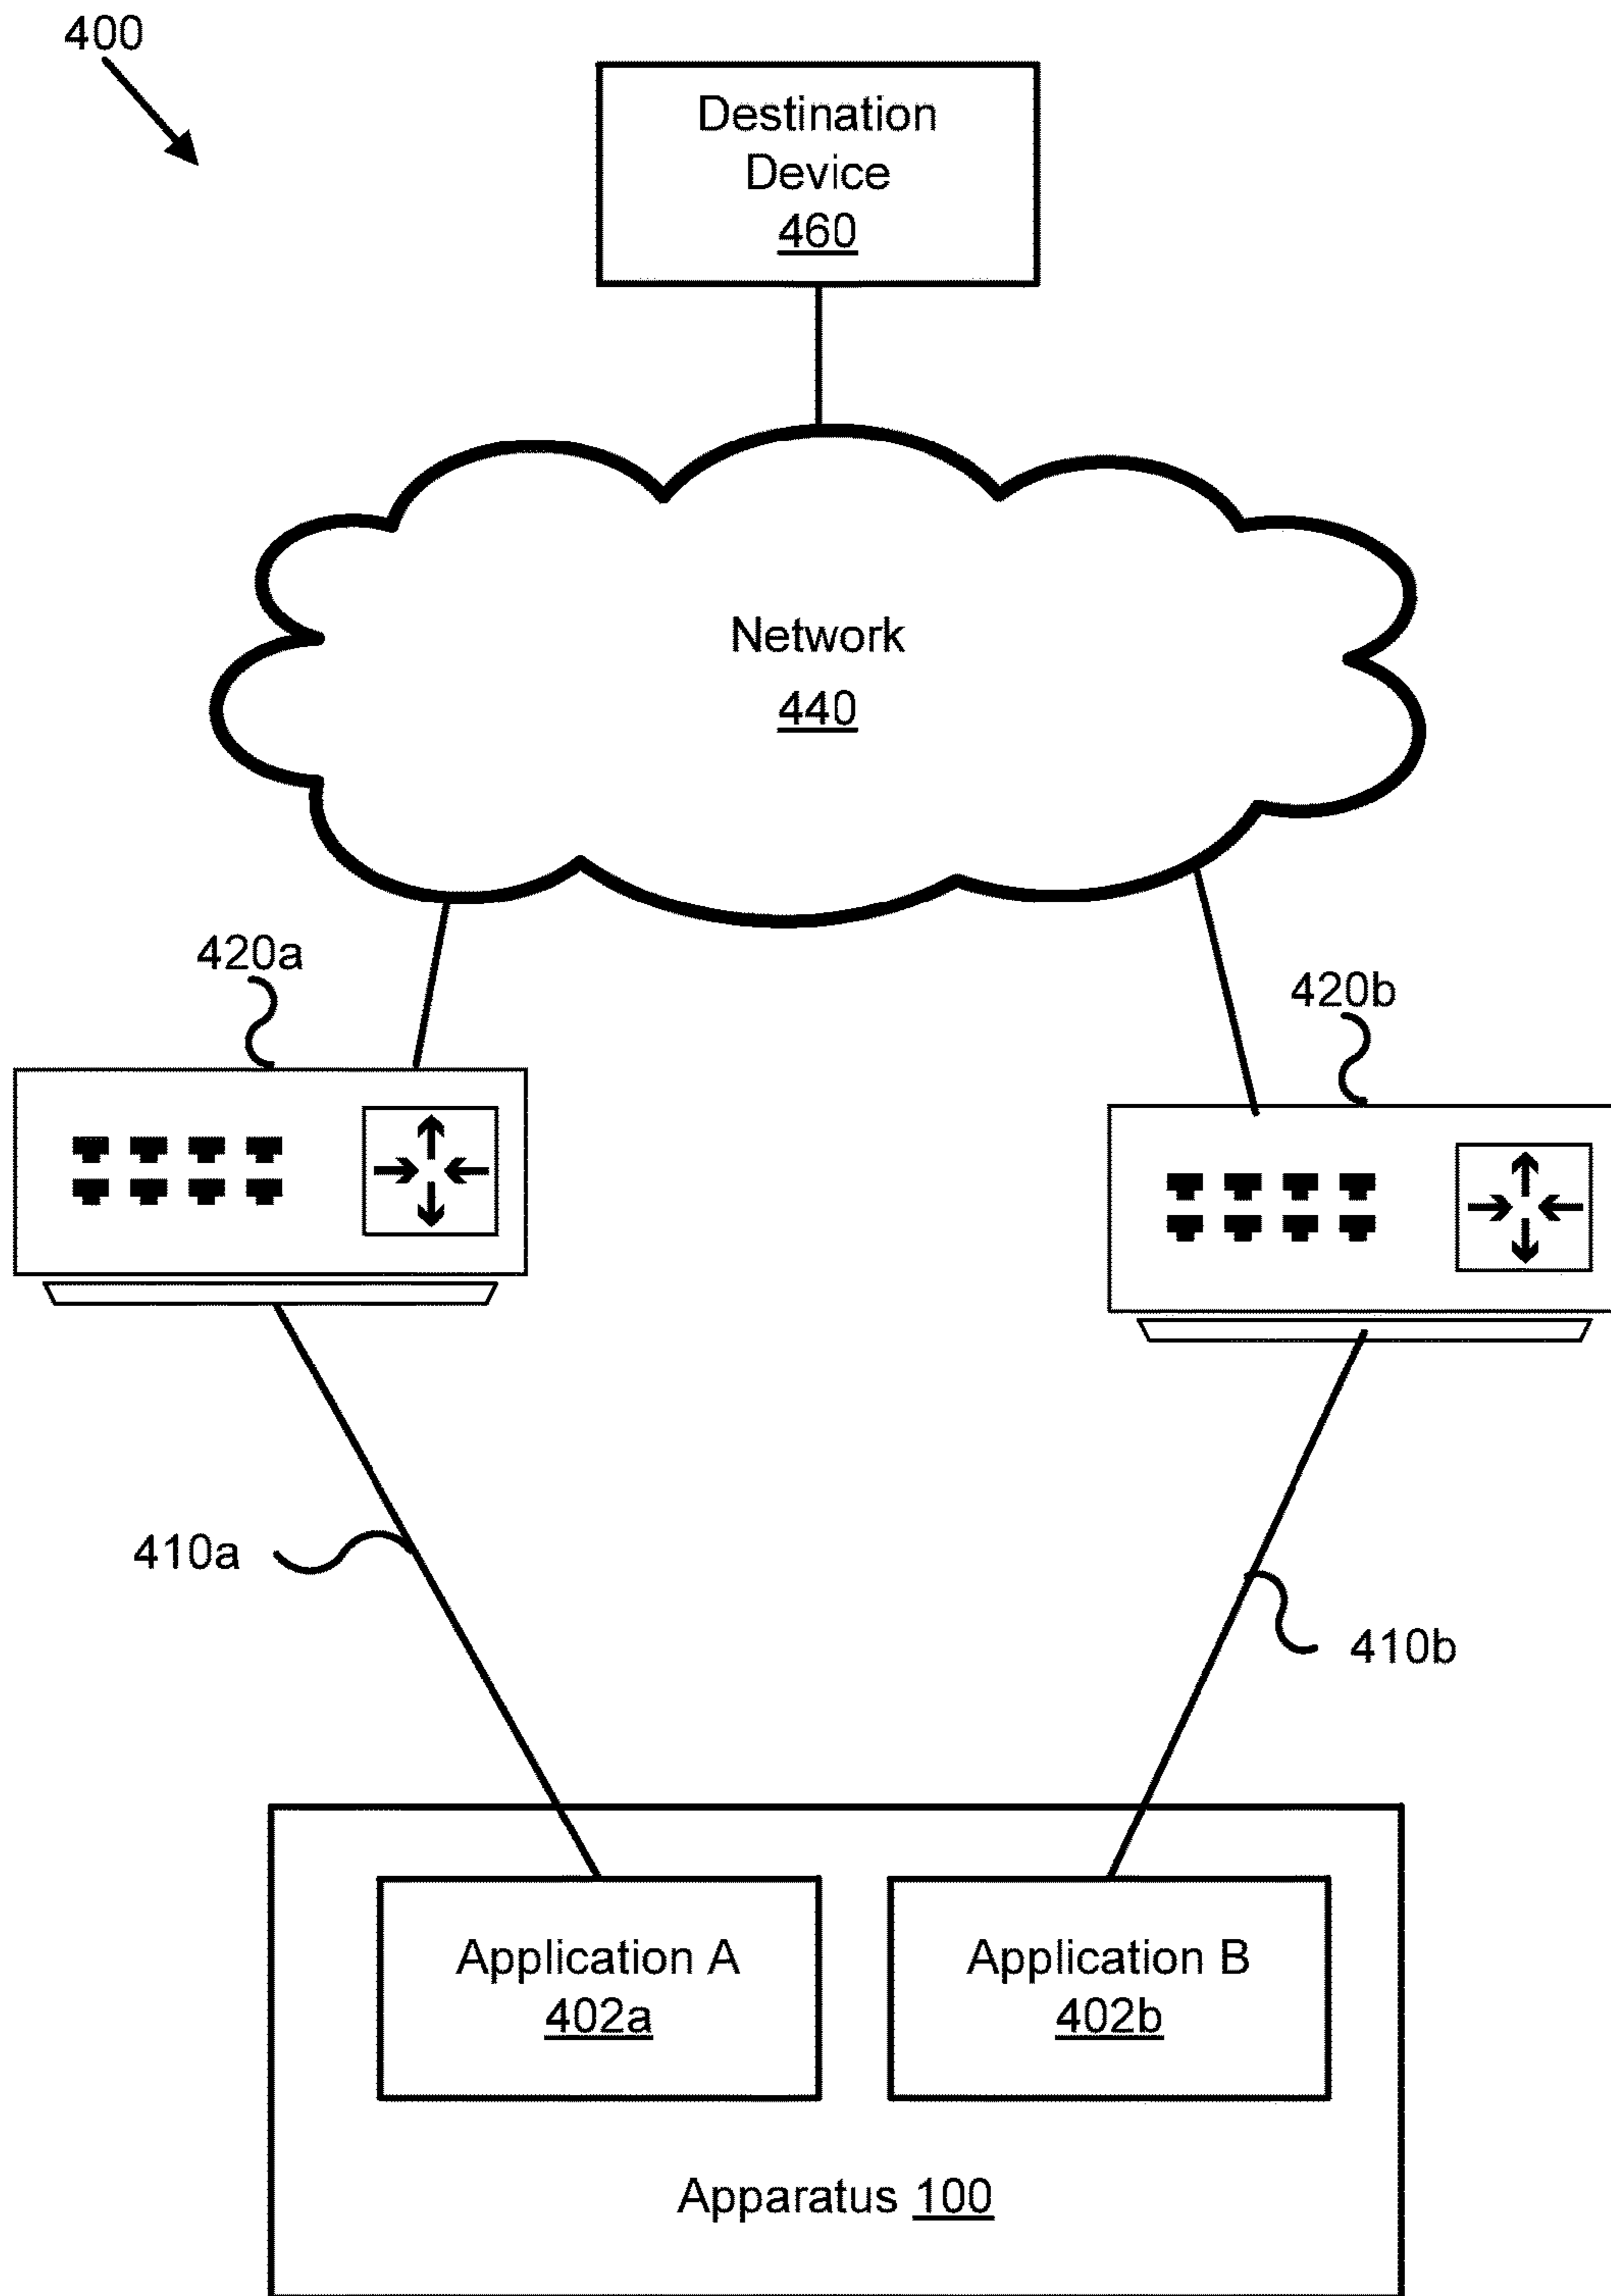 400
Destination
Device
460
Network
440
420a
420b
410a
410b
Application A
402a
Application B
402b
Apparatus 100